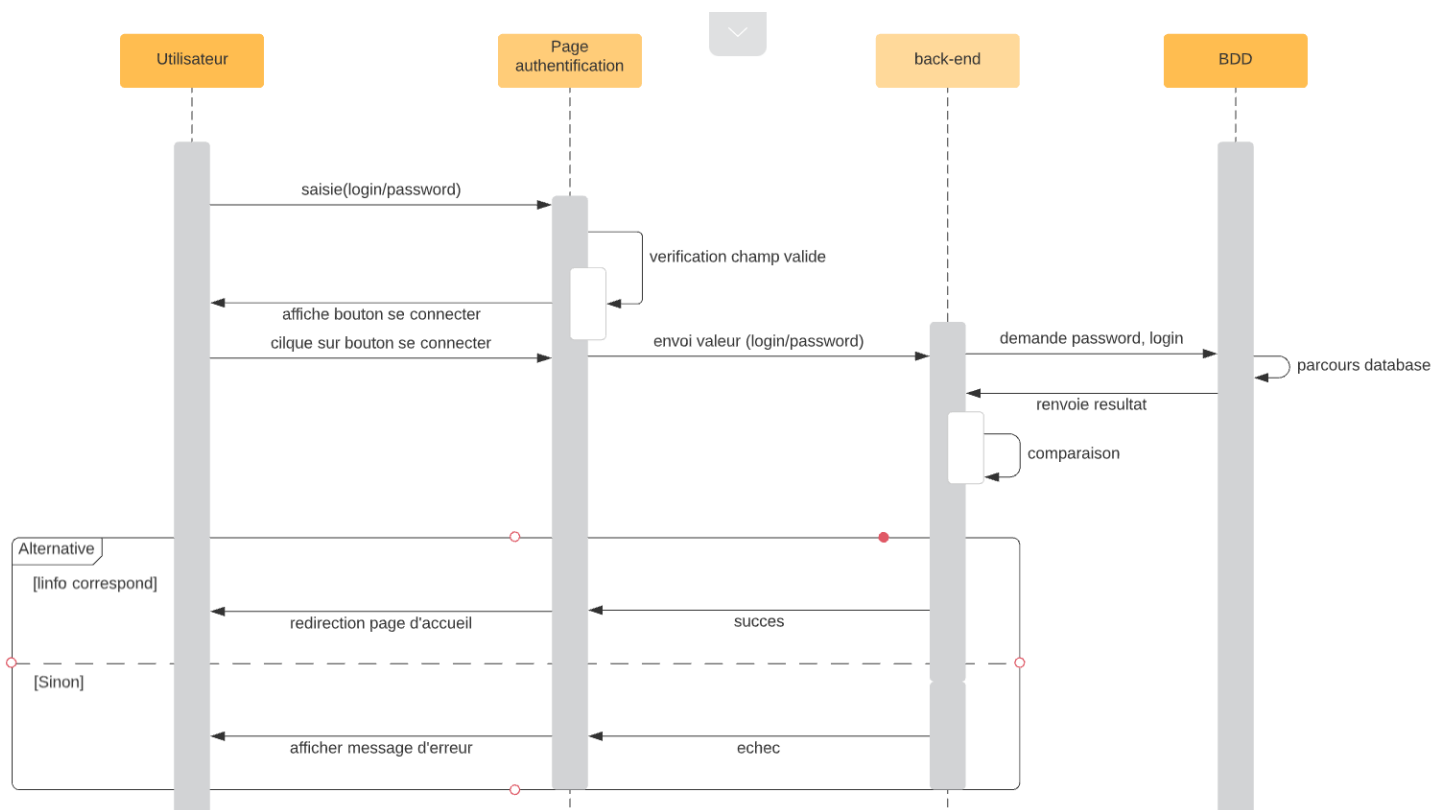 Utilisateur
Page
authentification
back-end
BDD
saisie(login/password)
verification champ valide
affiche bouton se connecter
cilque sur bouton se connecter
envoi valeur (login/password)
demande password, login
parcours database
renvoie resultat
comparaison
Alternative
[linfo correspond]
redirection page d'accueil
succes
[Sinon]
afficher message d'erreur
echec